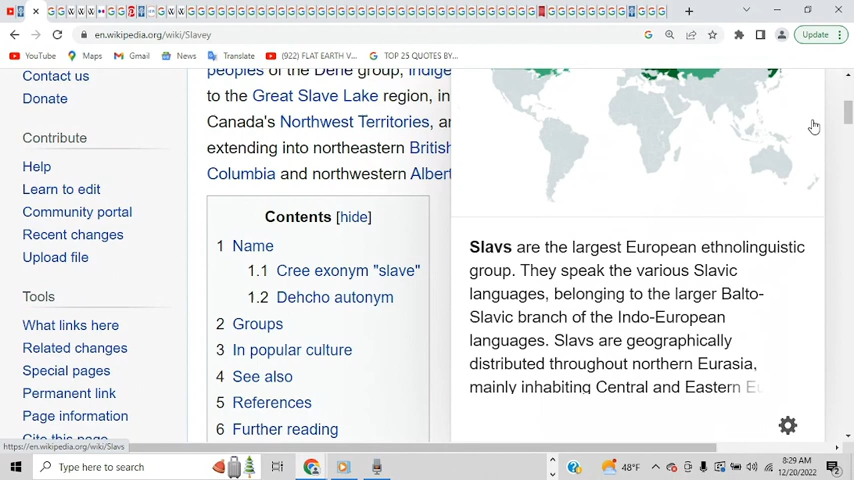 en.wikipedia.org/wiki/Slavey
Update
YouTube
Maps
Gmail
News
Translate
(922) FLAT EARTH V...
TOP 25 QUOTES BY...
Contact us
Donate
Contribute
Help
Learn to edit
Community portal
Recent changes
Upload file
Tools
What links here
Related changes
Special pages
Permanent link
Page information
Cite this page
https://en.wikipedia.org/wiki/Slavs
peoples of the Dene group, Indige
to the Great Slave Lake region, in
Canada's Northwest Territories, a
extending into northeastern British
Columbia and northwestern Albert
Contents [hide]
1 Name
1.1 Cree exonym "slave"
1.2 Dehcho autonym
2 Groups
3 In popular culture
4 See also
5 References
6 Further reading
Slavs are the largest European ethnolinguistic
group. They speak the various Slavic
languages, belonging to the larger Balto-
Slavic branch of the Indo-European
languages. Slavs are geographically
distributed throughout northern Eurasia,
mainly inhabiting Central and Eastern E
Type here to search
48°F
8:29 AM
12/20/2022
2